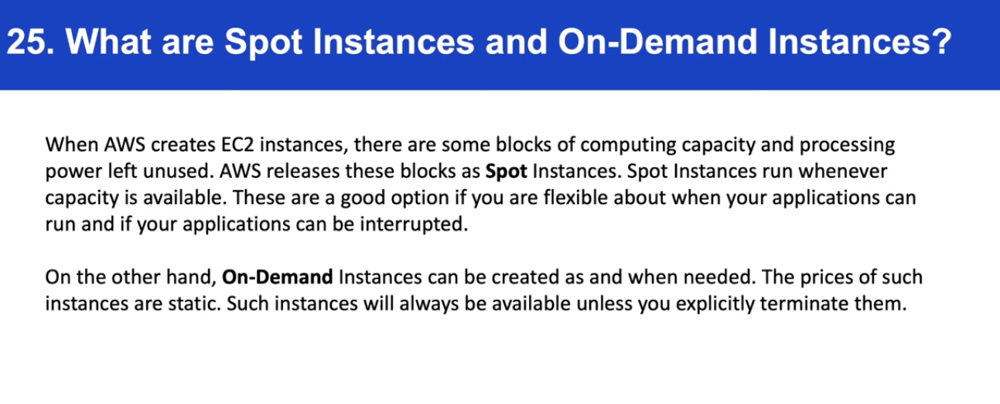 25. What are Spot Instances and On-Demand Instances?
When AWS creates EC2 instances, there are some blocks of computing capacity and processing
power left unused. AWS releases these blocks as Spot Instances. Spot Instances run whenever
capacity is available. These are a good option if you are flexible about when your applications can
run and if your applications can be interrupted.
On the other hand, On-Demand Instances can be created as and when needed. The prices of such
instances are static. Such instances will always be available unless you explicitly terminate them.